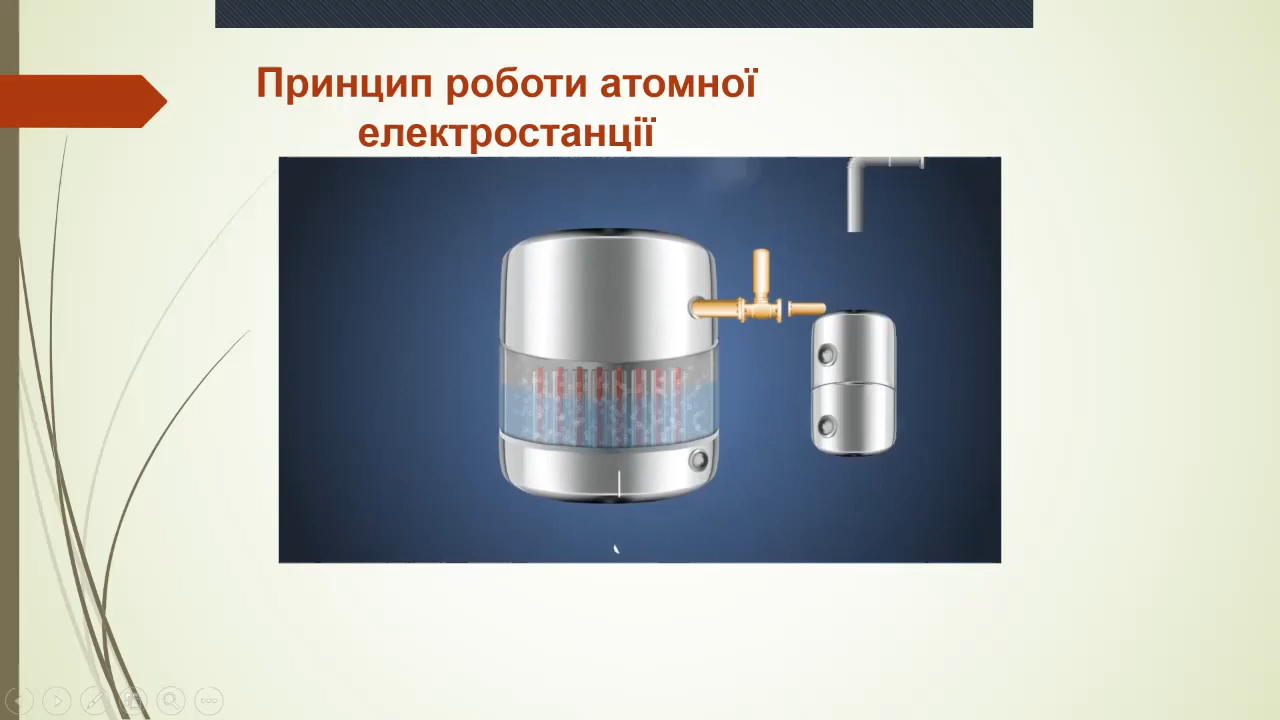 Принцип роботи атомної
електростанції